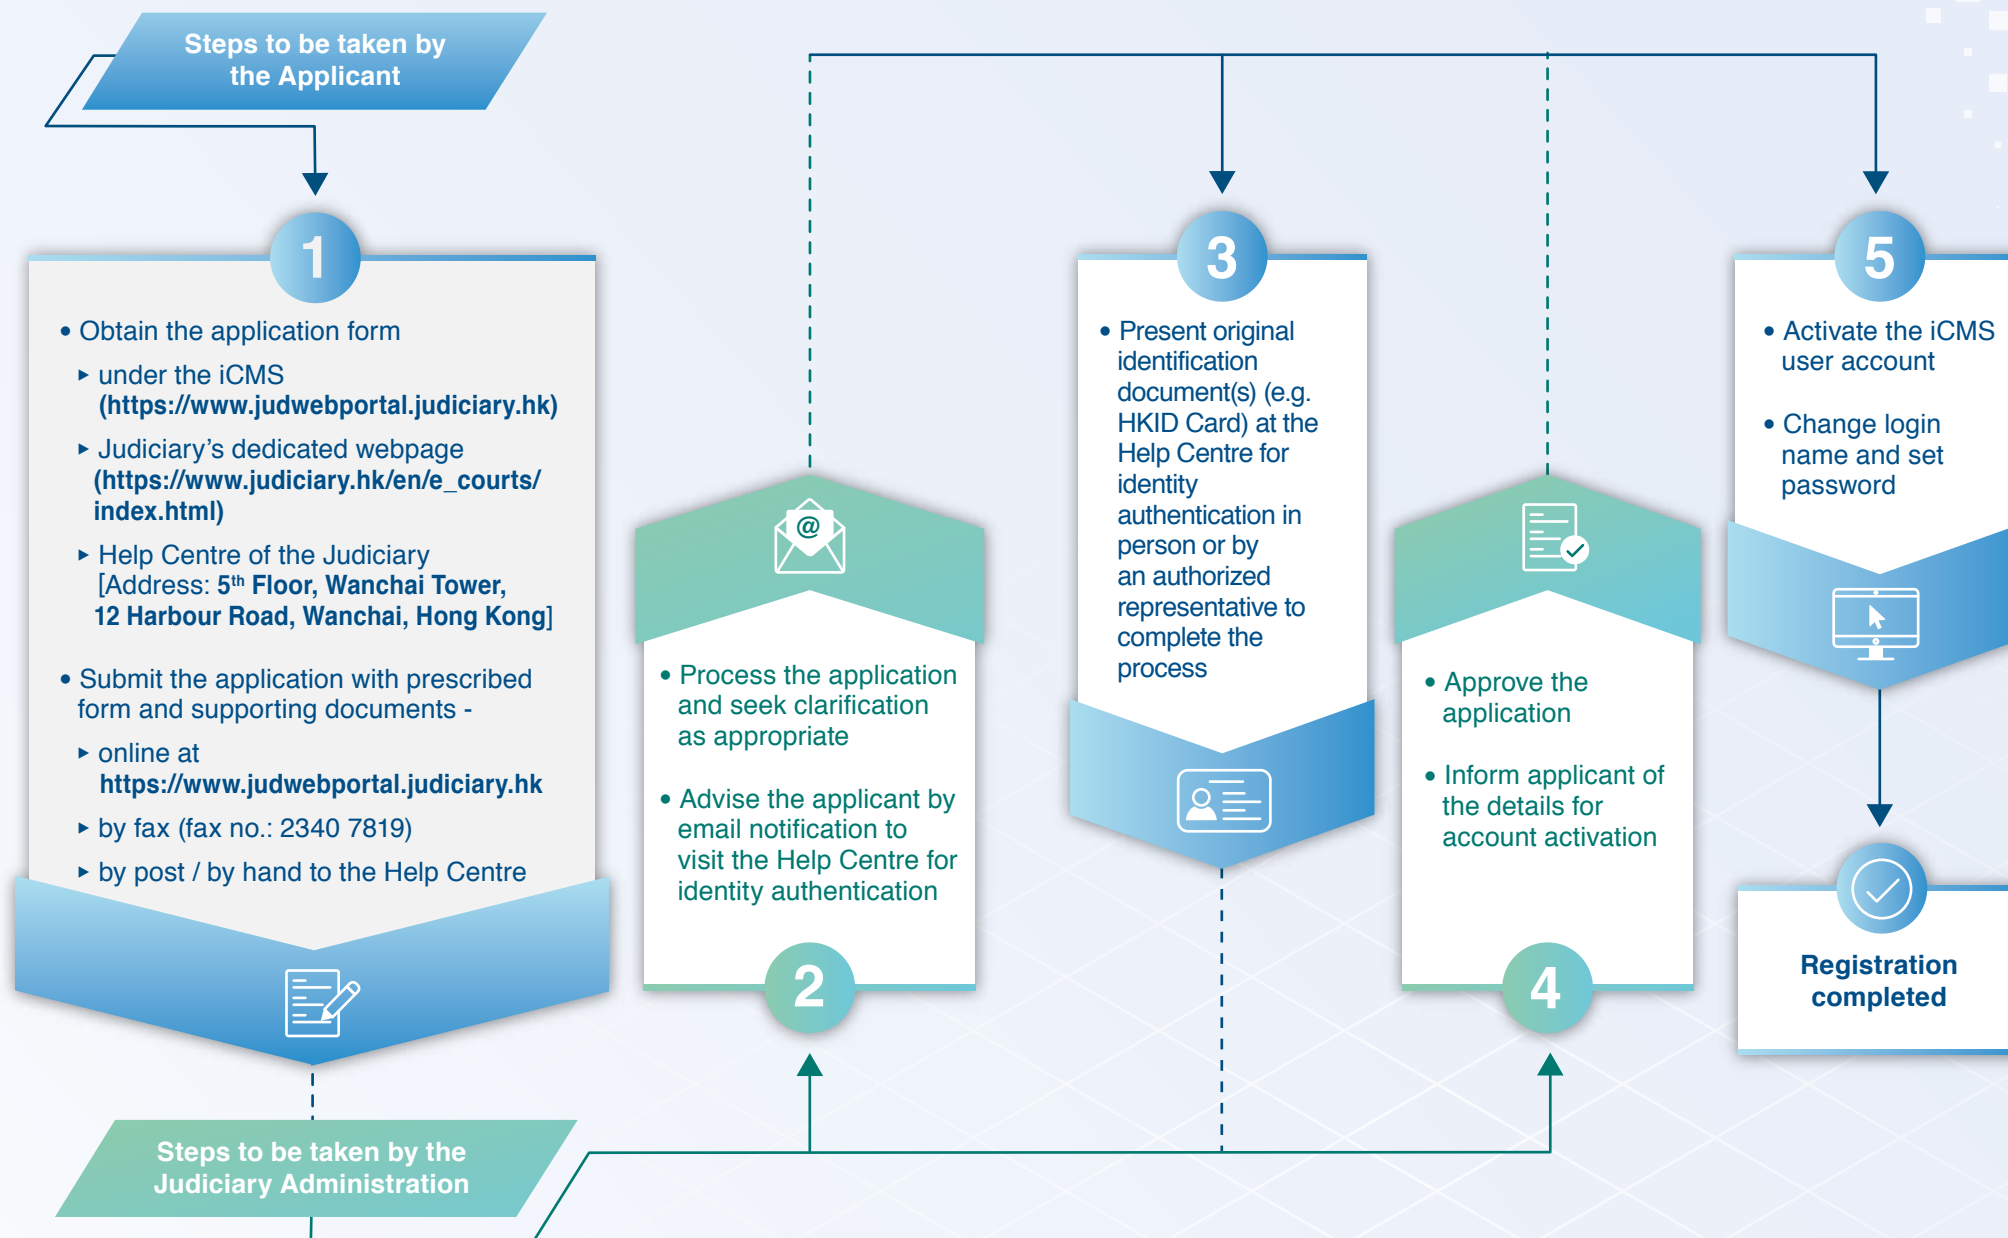 Steps to be taken by
the Applicant
1
• Obtain the application form
▸ under the iCMS
(https://www.judwebportal.judiciary.hk)
▸ Judiciary’s dedicated webpage
(https://www.judiciary.hk/en/e_courts/
index.html)
▸ Help Centre of the Judiciary
[Address: 5th Floor, Wanchai Tower,
12 Harbour Road, Wanchai, Hong Kong]
• Submit the application with prescribed
form and supporting documents -
▸ online at
https://www.judwebportal.judiciary.hk
▸ by fax (fax no.: 2340 7819)
▸ by post / by hand to the Help Centre
Steps to be taken by the
Judiciary Administration
@
• Process the application
and seek clarification
as appropriate
• Advise the applicant by
email notification to
visit the Help Centre for
identity authentication
2
3
• Present original
identification
document(s) (e.g.
HKID Card) at the
Help Centre for
identity
authentication in
person or by
an authorized
representative to
complete the
process
• Approve the
application
• Inform applicant of
the details for
account activation
4
5
• Activate the iCMS
user account
• Change login
name and set
password
Registration
completed